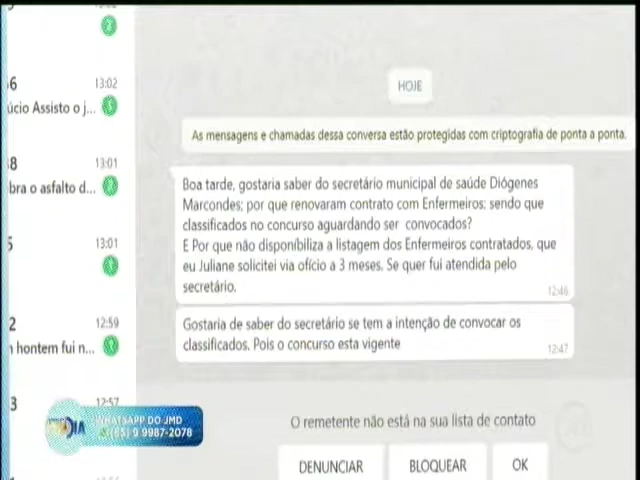 13:02
úcio Assisto o j...
13:01
bra o asfalto d...
13:01
12:59
hontem fui n...
12:57
HOJE
As mensagens e chamadas dessa conversa estão protegidas com criptografia de ponta a ponta.
Boa tarde, gostaria saber do secretário municipal de saúde Diógenes
Marcondes; por que renovaram contrato com Enfermeiros; sendo que
classificados no concurso aguardando ser convocados?
E Por que não disponibiliza a listagem dos Enfermeiros contratados, que
eu Juliane solicitei via ofício a 3 meses. Se quer fui atendida pelo
secretário.
12:46
Gostaria de saber do secretário se tem a intenção de convocar os
classificados. Pois o concurso esta vigente
12:47
O remetente não está na sua lista de contato
DENUNCIAR BLOQUEAR OK
DIA
WHATSAPP DO JMD
(65) 9 9987-2078